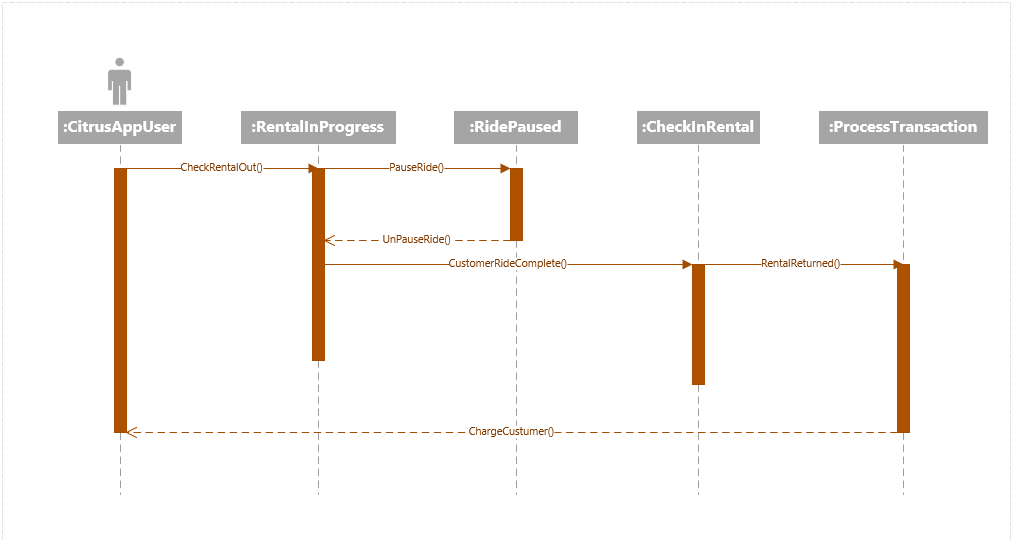 :CitrusAppUser
:RentalInProgress
:RidePaused
:CheckInRental
:ProcessTransaction
CheckRentalOut()
PauseRide()
UnPauseRide()
CustomerRideComplete()
RentalReturned()
ChargeCustumer()